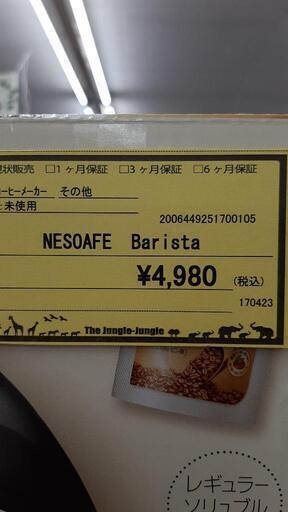 現状販売 □1ヶ月保証 □3ヶ月保証 □6ヶ月保証
コーヒーメーカー その他
:未使用
2006449251700105
NESOAFE Barista
¥4,980 (税込)
170423
The Jungle-Jungle
レギュラー
ソリュブル